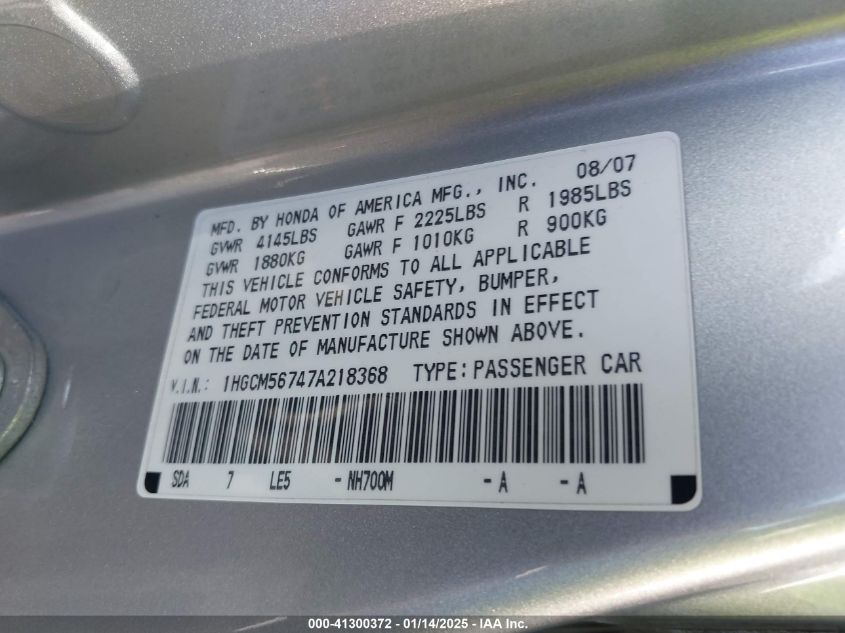 MFD. BY HONDA OF AMERICA MFG., INC. 08/07
GVWR 4145LBS GAWR F 2225LBS R 1985LBS
GVWR 1880KG GAWR F 1010KG R 900KG
THIS VEHICLE CONFORMS TO ALL APPLICABLE
FEDERAL MOTOR VEHICLE SAFETY, BUMPER,
AND THEFT PREVENTION STANDARDS IN EFFECT
ON THE DATE OF MANUFACTURE SHOWN ABOVE.
V.I.N.: 1HGCM56747A218368 TYPE: PASSENGER CAR
SDA 7 LE5 - NH700M - A - A
000-41300372 - 01/14/2025 - IAA Inc.